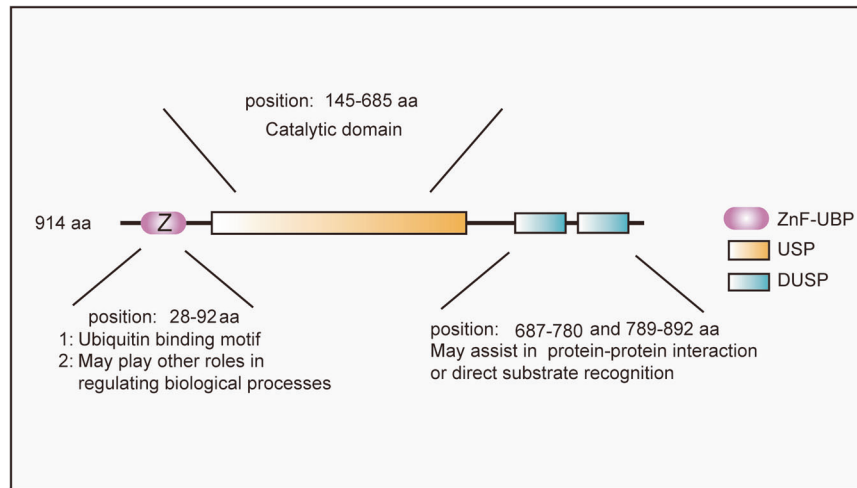 position: 145-685 aa
Catalytic domain
914 aa
Z
ZnF-UBP
USP
DUSP
position: 28-92 aa
1: Ubiquitin binding motif
2: May play other roles in
regulating biological processes
position: 687-780 and 789-892 aa
May assist in protein-protein interaction
or direct substrate recognition